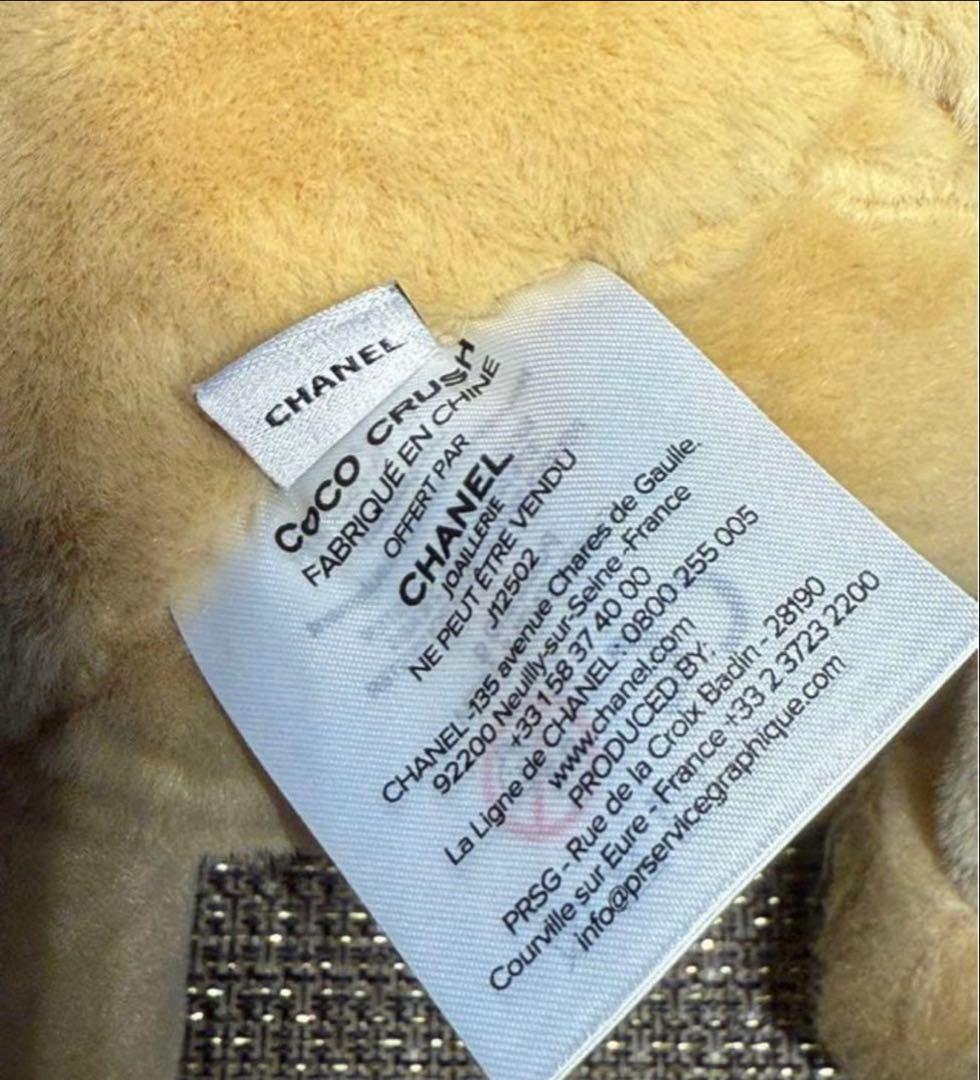 CHANEL
COCO CRUSH
FABRIQUÉ EN CHINE
OFFERT PAR
CHANEL
JOAILLERIE
NE PEUT ÊTRE VENDU
J12502
CHANEL -135 avenue Chares de Gaulle.
92200 Neuilly-sur-Seine -France
+33 1 58 37 40 00
La Ligne de CHANEL : 0800 255 005
www.chanel.com
PRODUCED BY:
PRSG - Rue de la Croix Badin - 28190
Courville sur Eure - France +33 2 3723 2200
info@prservicegraphique.com